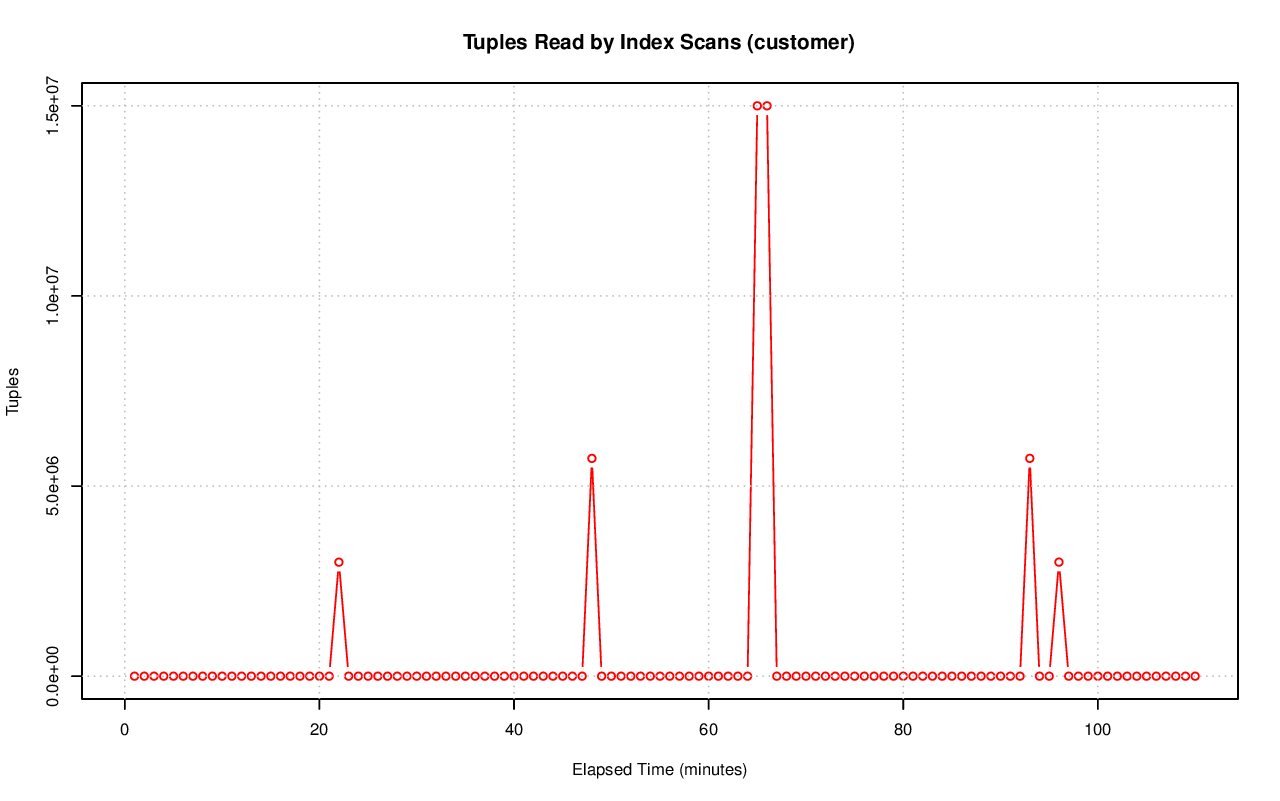 Tuples Read by Index Scans (customer)
1.5e+07
1.0e+07
5.0e+06
0.0e+00
Tuples
0 20 40 60 80 100
Elapsed Time (minutes)